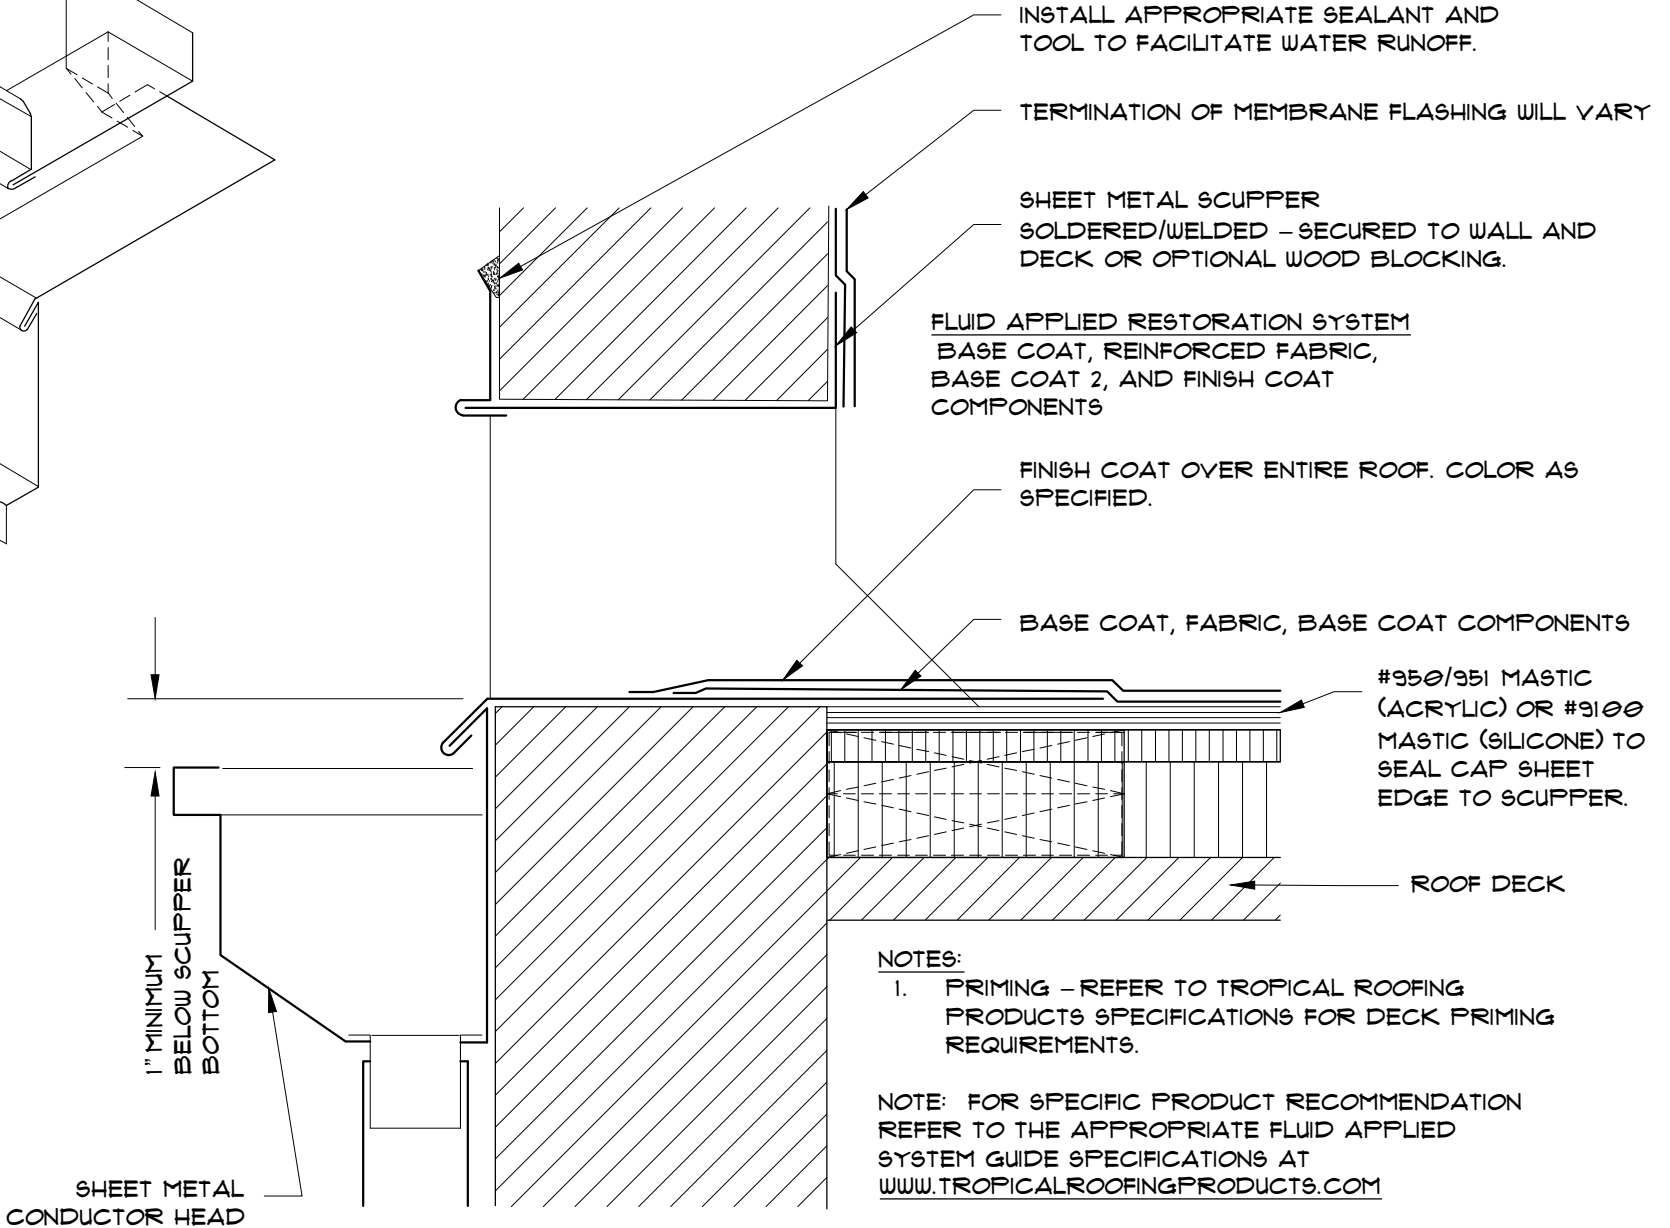 INSTALL APPROPRIATE SEALANT AND
TOOL TO FACILITATE WATER RUNOFF.
TERMINATION OF MEMBRANE FLASHING WILL VARY
SHEET METAL SCUPPER
SOLDERED/WELDED – SECURED TO WALL AND
DECK OR OPTIONAL WOOD BLOCKING.
FLUID APPLIED RESTORATION SYSTEM
BASE COAT, REINFORCED FABRIC,
BASE COAT 2, AND FINISH COAT
COMPONENTS
FINISH COAT OVER ENTIRE ROOF. COLOR AS
SPECIFIED.
BASE COAT, FABRIC, BASE COAT COMPONENTS
#950/951 MASTIC
(ACRYLIC) OR #9100
MASTIC (SILICONE) TO
SEAL CAP SHEET
EDGE TO SCUPPER.
ROOF DECK
1" MINIMUM
BELOW SCUPPER
BOTTOM
NOTES:
1. PRIMING – REFER TO TROPICAL ROOFING
PRODUCTS SPECIFICATIONS FOR DECK PRIMING
REQUIREMENTS.
NOTE: FOR SPECIFIC PRODUCT RECOMMENDATION
REFER TO THE APPROPRIATE FLUID APPLIED
SYSTEM GUIDE SPECIFICATIONS AT
WWW.TROPICALROOFINGPRODUCTS.COM
SHEET METAL
CONDUCTOR HEAD